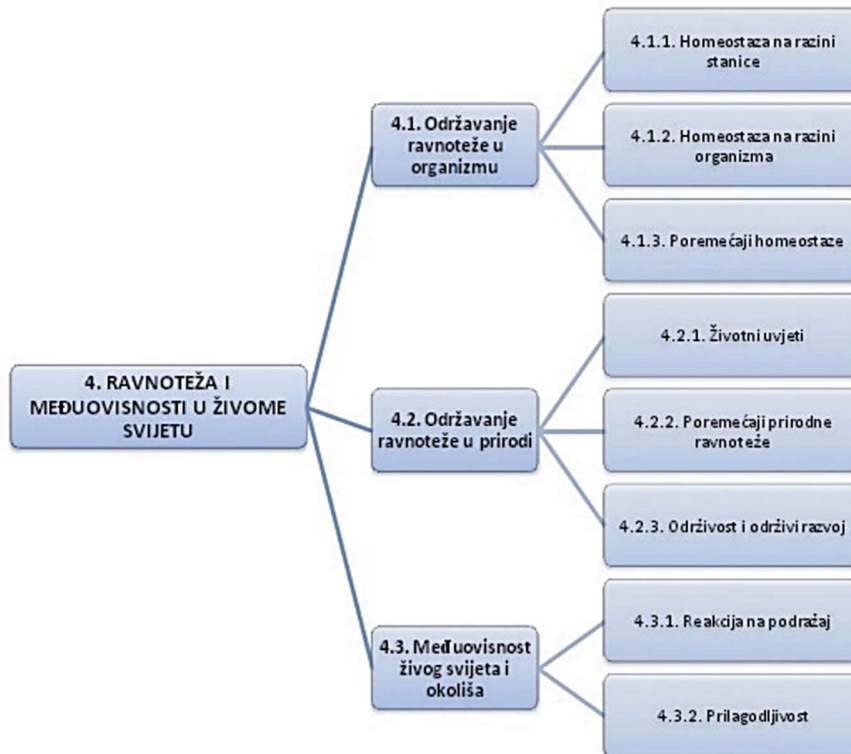 4. RAVNOTEŽA I
MEĐUOVISNOSTI U ŽIVOME
SVIJETU
4.1. Održavanje
ravnoteže u
organizmu
4.1.1. Homeostaza na razini
stanice
4.1.2. Homeostaza na razini
organizma
4.1.3. Poremećaji homeostaze
4.2. Održavanje
ravnoteže u prirodi
4.2.1. Životni uvjeti
4.2.2. Poremećaji prirodne
ravnoteže
4.2.3. Održivost i održivi razvoj
4.3. Međuovisnost
živog svijeta i
okoliša
4.3.1. Reakcija na podražaj
4.3.2. Prilagodljivost